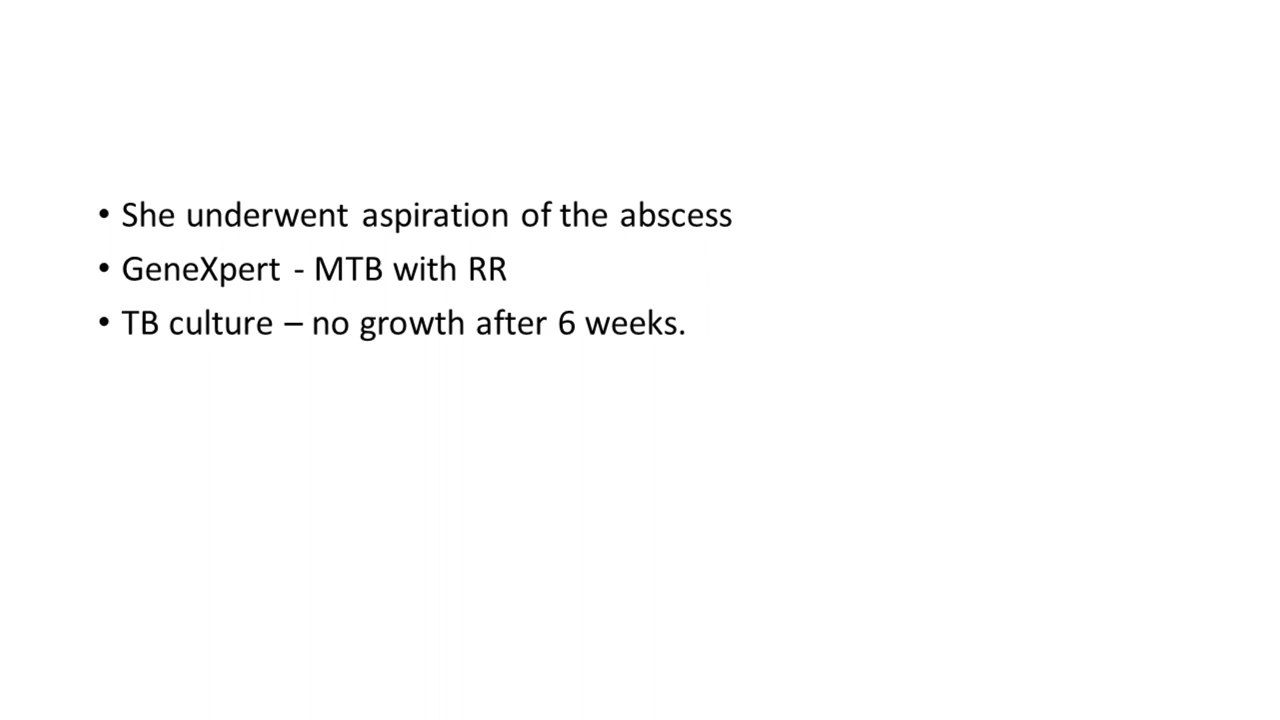 • She underwent aspiration of the abscess
• GeneXpert - MTB with RR
• TB culture – no growth after 6 weeks.